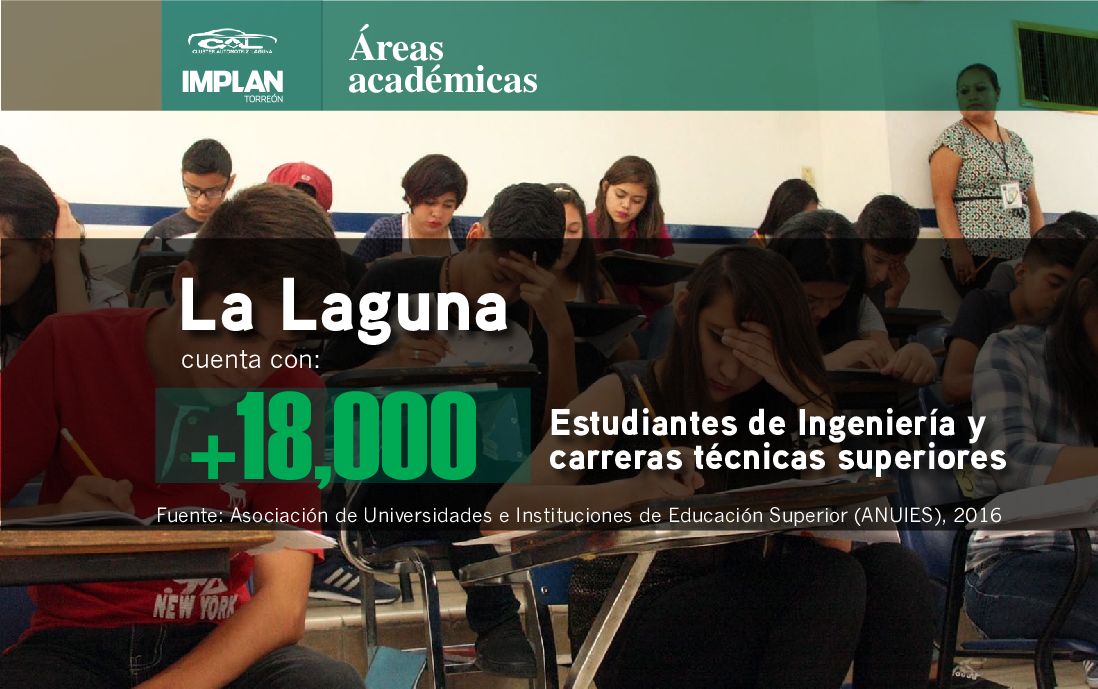 CAL
CLUSTER AUTOMOTRIZ LAGUNA
IMPLAN
TORREÓN
Áreas
académicas
La Laguna
cuenta con:
+18,000
Estudiantes de Ingeniería y
carreras técnicas superiores
Fuente: Asociación de Universidades e Instituciones de Educación Superior (ANUIES), 2016
NEW YORK